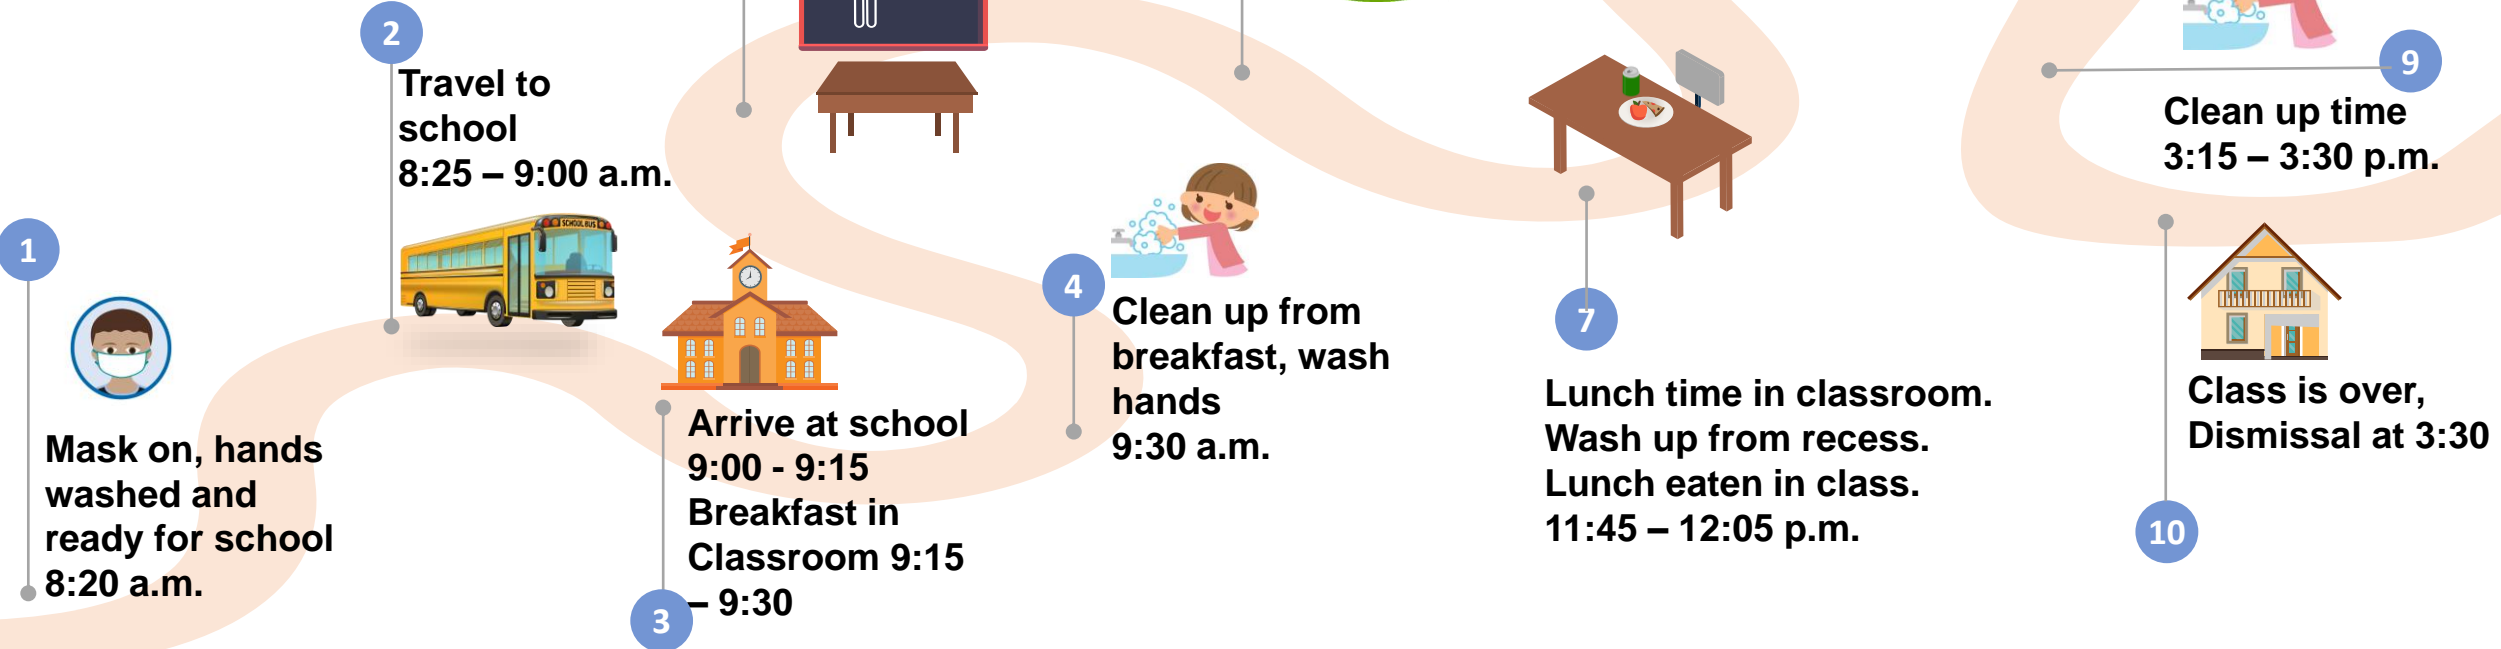 1
Mask on, hands
washed and
ready for school
8:20 a.m.
2
Travel to
school
8:25 – 9:00 a.m.
SCHOOL BUS
3
Arrive at school
9:00 - 9:15
Breakfast in
Classroom 9:15
– 9:30
4
Clean up from
breakfast, wash
hands
9:30 a.m.
7
Lunch time in classroom.
Wash up from recess.
Lunch eaten in class.
11:45 – 12:05 p.m.
9
Clean up time
3:15 – 3:30 p.m.
10
Class is over,
Dismissal at 3:30